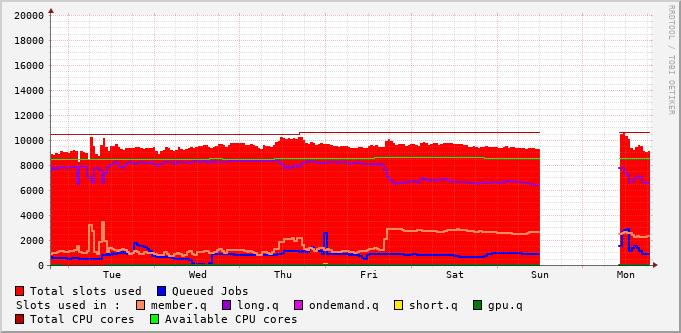 20000
18000
16000
14000
12000
10000
8000
6000
4000
2000
0
Tue Wed Thu Fri Sat Sun Mon
RRDTOOL / TOBI OETIKER
Total slots used Queued Jobs
Slots used in : member.q long.q ondemand.q short.q gpu.q
Total CPU cores Available CPU cores